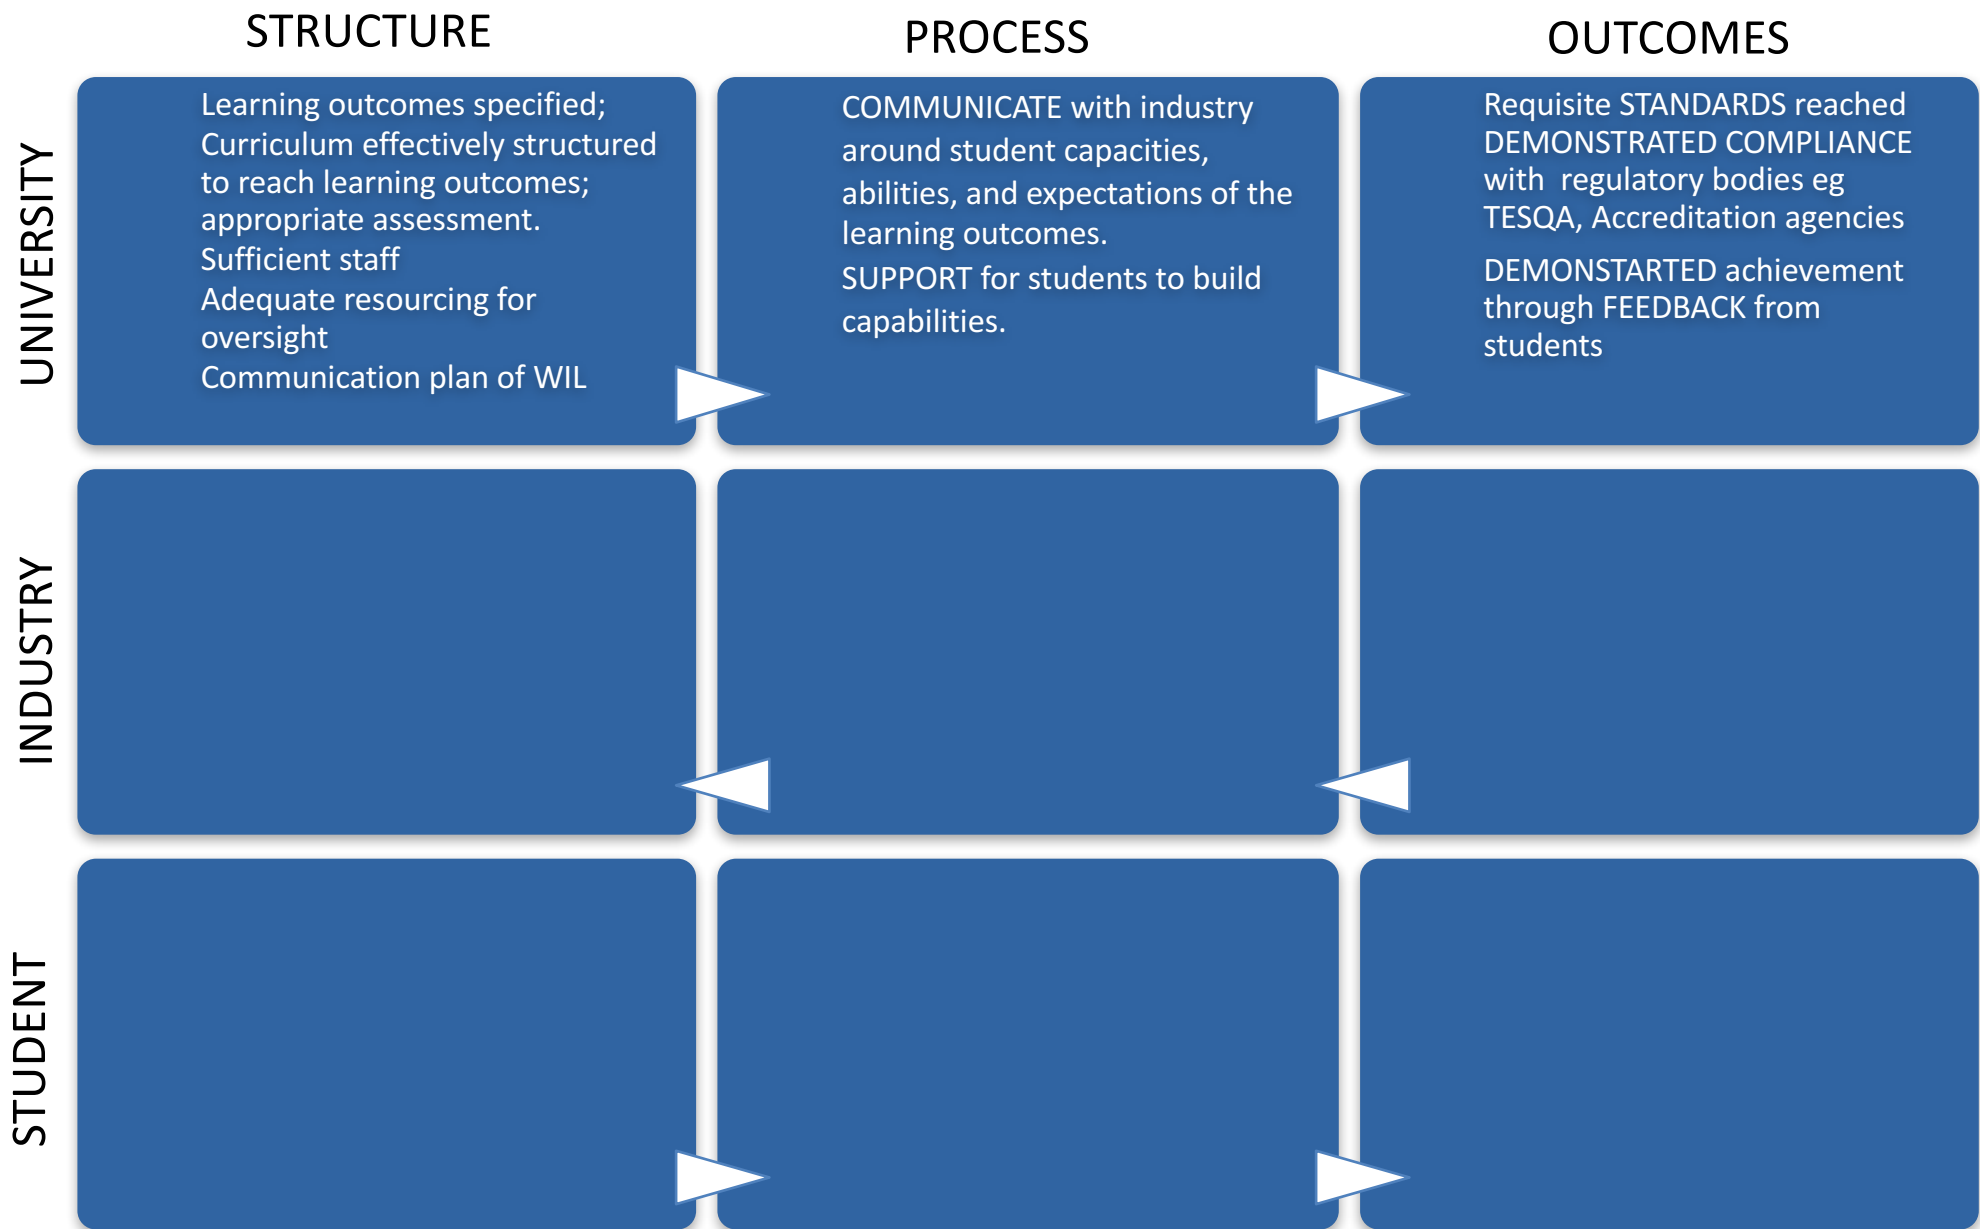 STRUCTURE
PROCESS
OUTCOMES
UNIVERSITY
Learning outcomes specified;
Curriculum effectively structured
to reach learning outcomes;
appropriate assessment.
Sufficient staff
Adequate resourcing for
oversight
Communication plan of WIL
COMMUNICATE with industry
around student capacities,
abilities, and expectations of the
learning outcomes.
SUPPORT for students to build
capabilities.
Requisite STANDARDS reached
DEMONSTRATED COMPLIANCE
with  regulatory bodies eg
TESQA, Accreditation agencies
DEMONSTARTED achievement
through FEEDBACK from
students
INDUSTRY
STUDENT